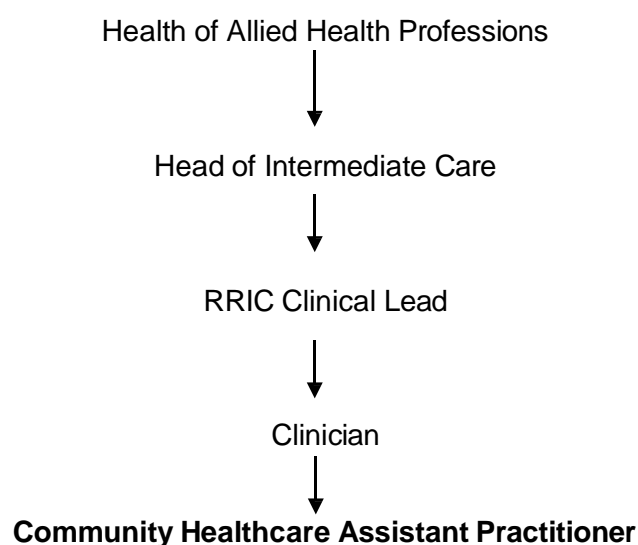 Health of Allied Health Professions
Head of Intermediate Care
RRIC Clinical Lead
Clinician
Community Healthcare Assistant Practitioner